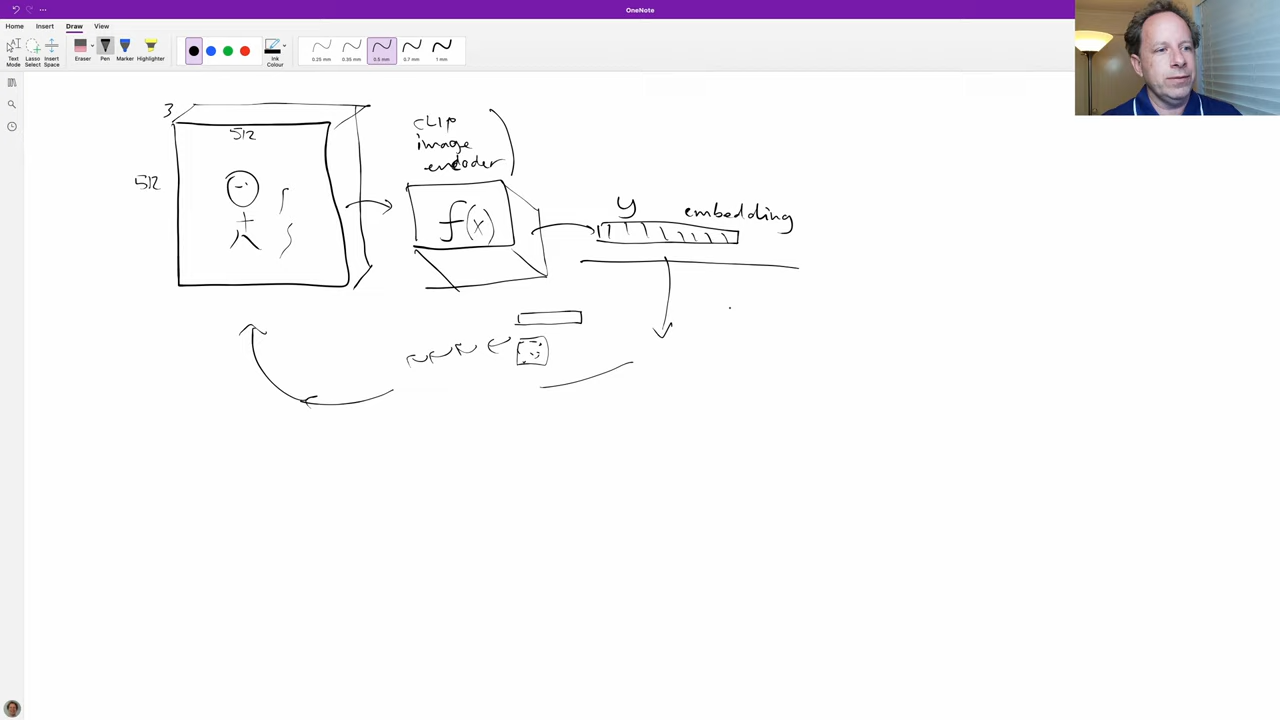 OneNote
Home Insert Draw View
Text Mode
Lasso Select
Insert Space
Eraser
Pen
Marker
Highlighter
Ink Colour
0.25 mm
0.35 mm
0.5 mm
0.7 mm
1 mm
3
512
512
CLIP
image
encoder
f(x)
y
embedding